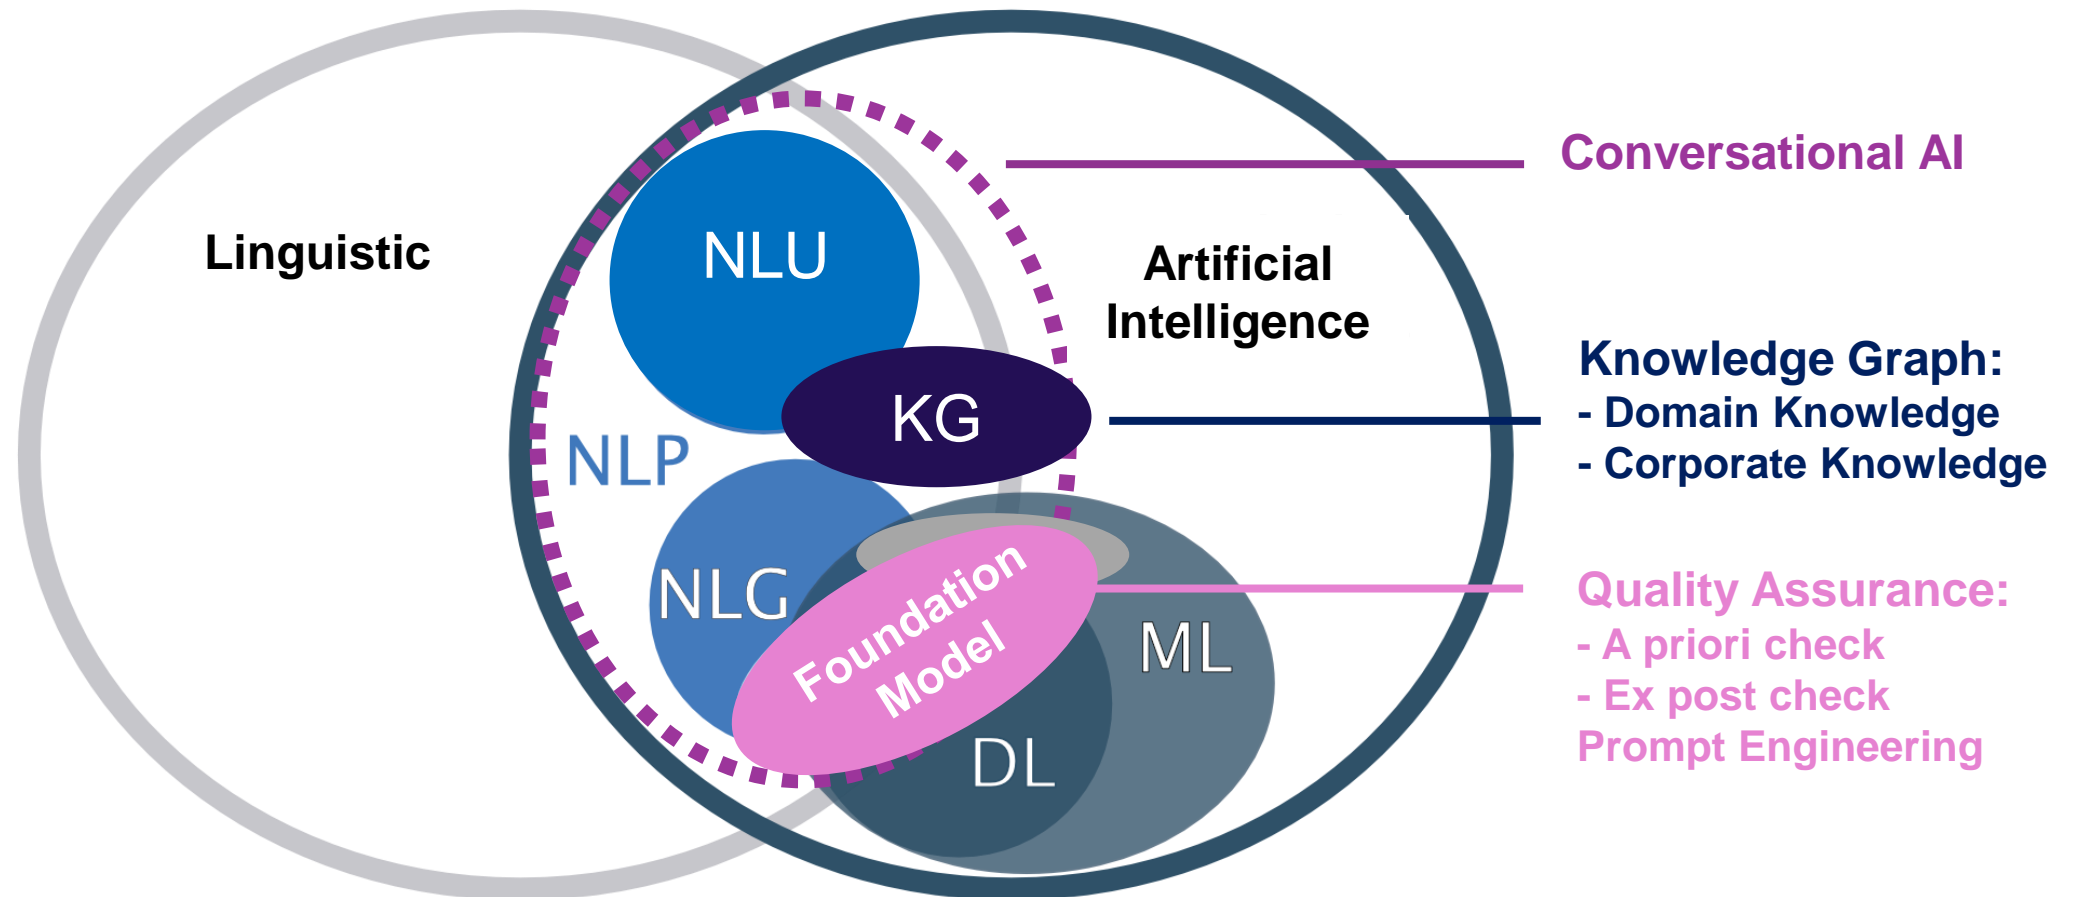 Linguistic
NLU
KG
NLP
NLG
Foundation
Model
ML
DL
Artificial
Intelligence
Conversational AI
Knowledge Graph:
- Domain Knowledge
- Corporate Knowledge
Quality Assurance:
- A priori check
- Ex post check
Prompt Engineering